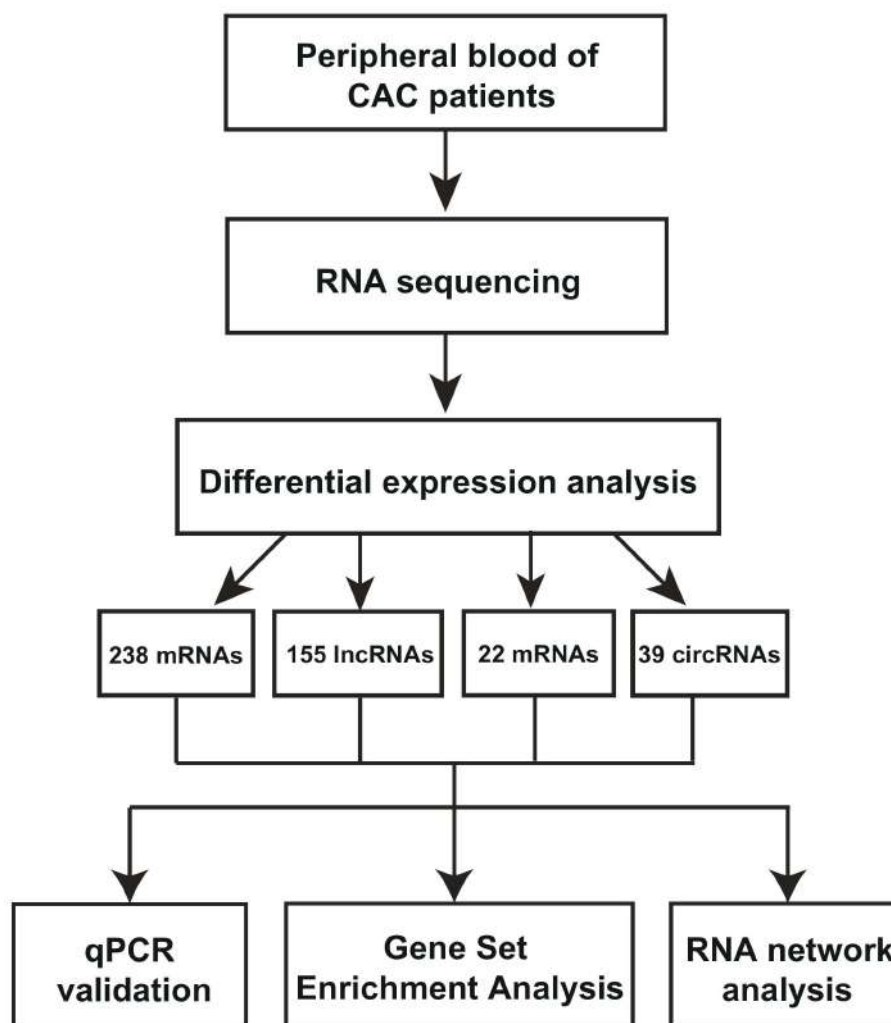 Peripheral blood of
CAC patients
RNA sequencing
Differential expression analysis
238 mRNAs
155 lncRNAs
22 mRNAs
39 circRNAs
qPCR
validation
Gene Set
Enrichment Analysis
RNA network
analysis